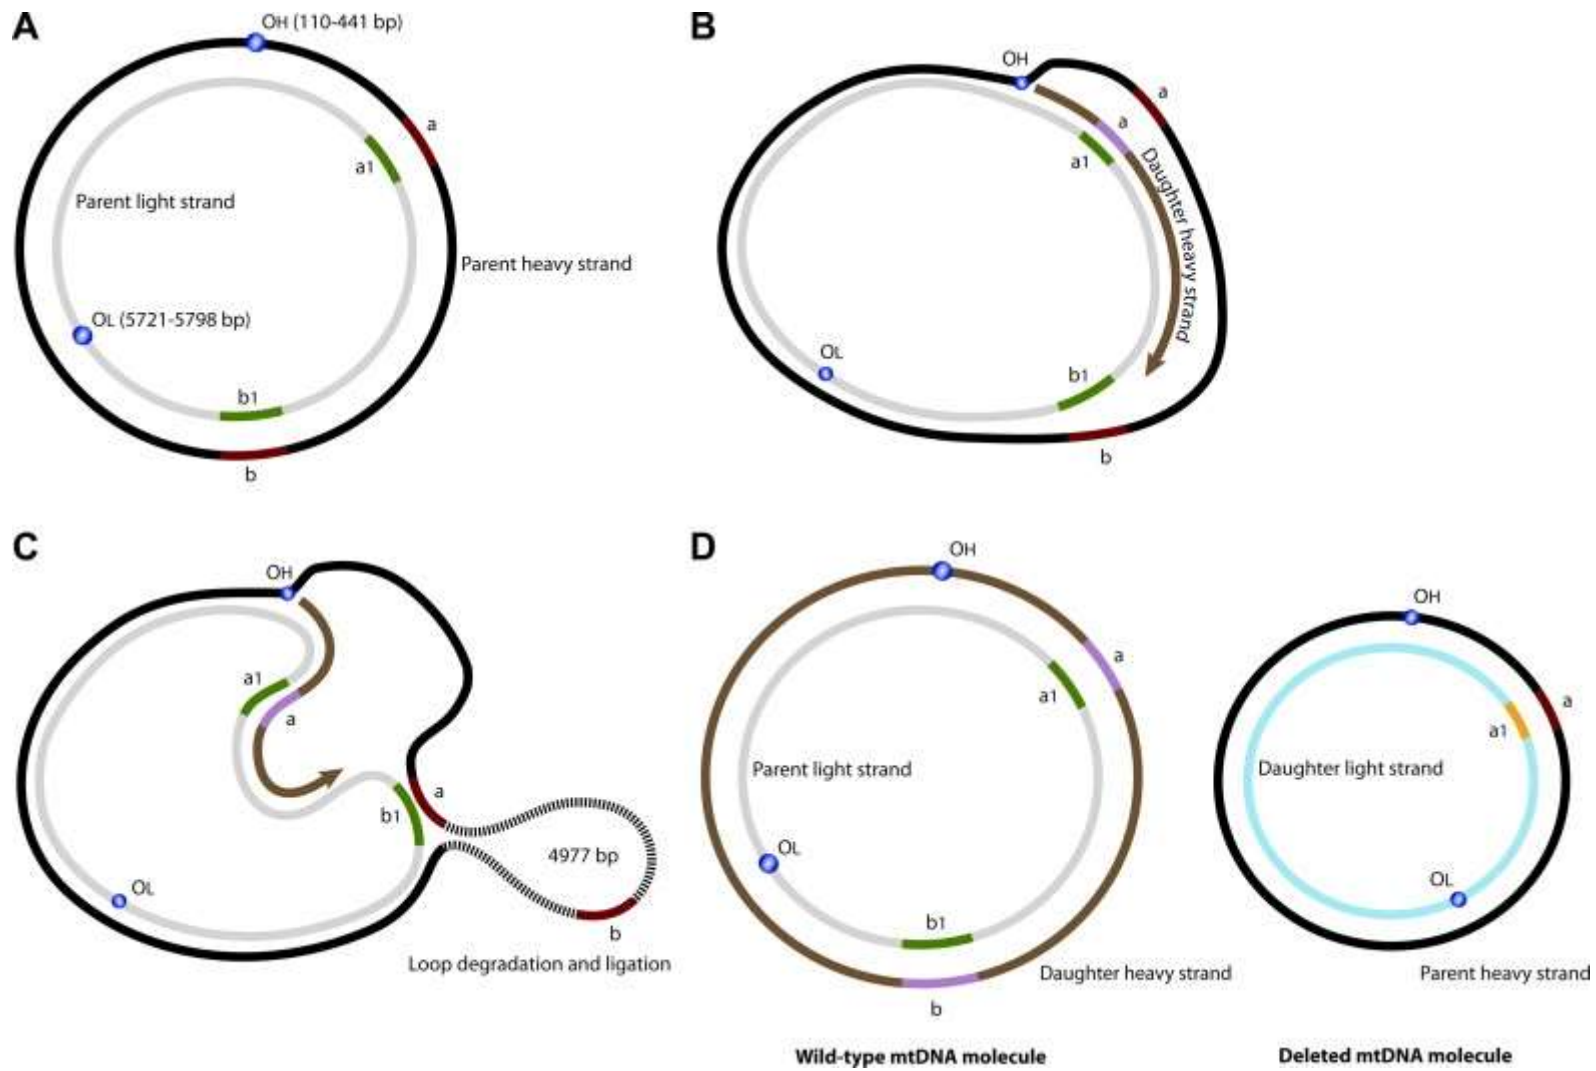 A
OH (110-441 bp)
a
a1
Parent light strand
Parent heavy strand
OL (5721-5798 bp)
b1
b
B
OH
a
a
a1
Daughter heavy strand
OL
b1
b
C
OH
a1
a
a
b1
4977 bp
OL
b
Loop degradation and ligation
D
OH
a
a1
Parent light strand
OL
b1
Daughter heavy strand
b
Wild-type mtDNA molecule
OH
a
a1
Daughter light strand
OL
Parent heavy strand
Deleted mtDNA molecule